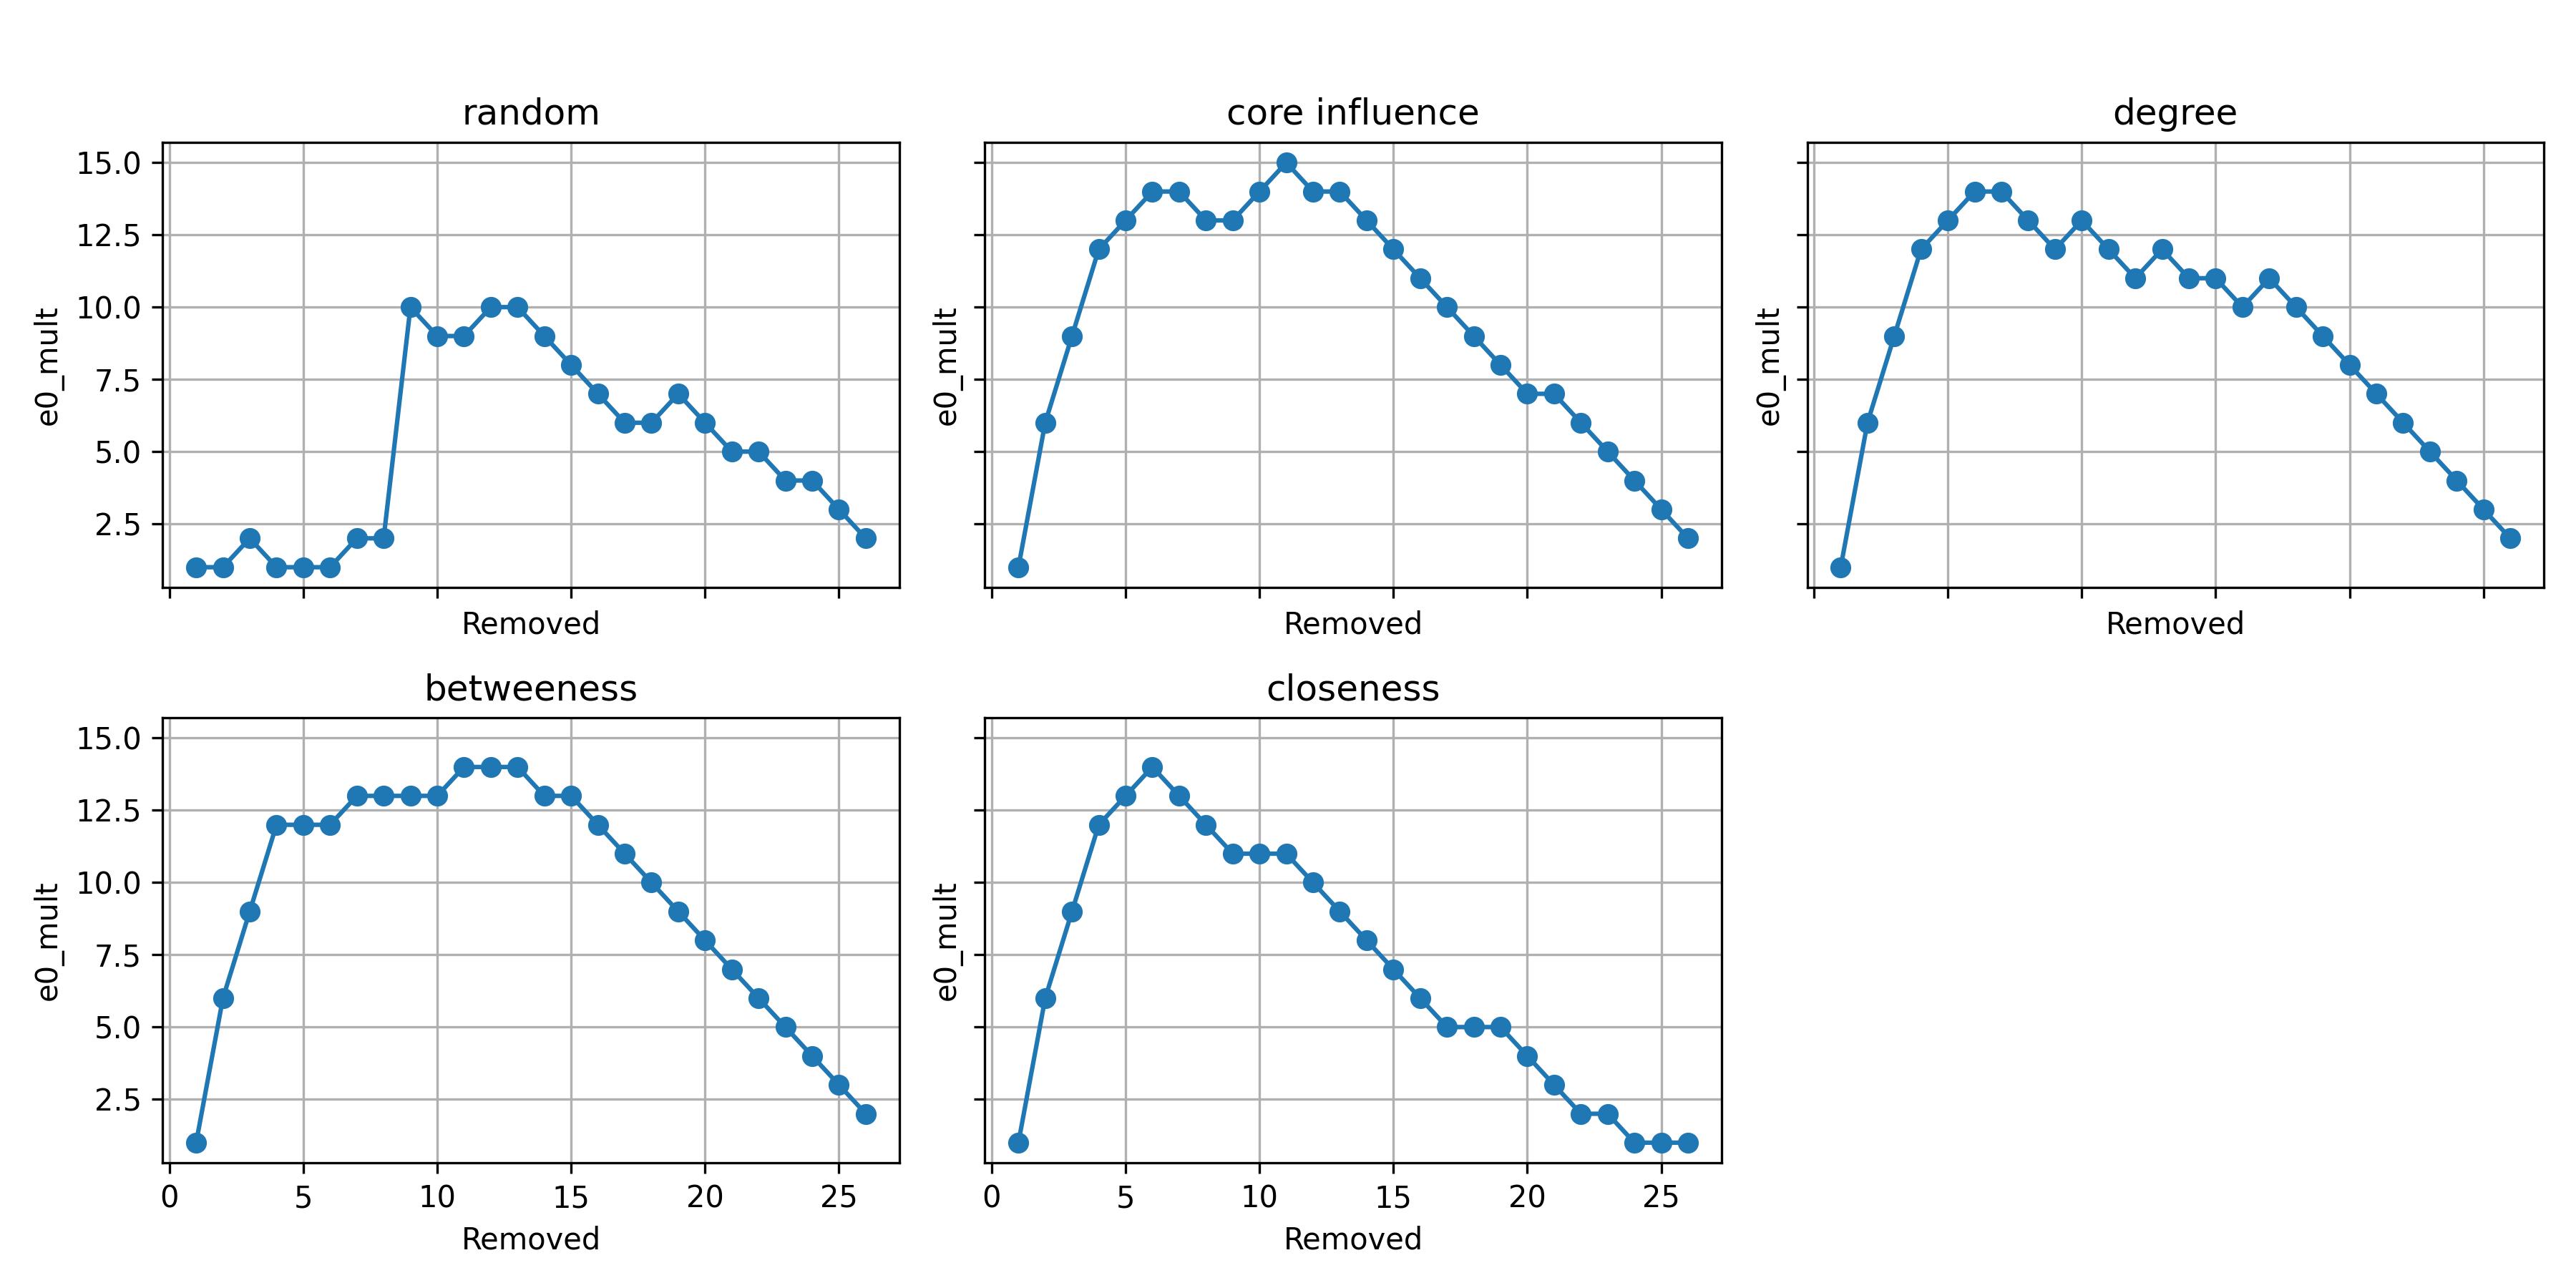 random
core influence
degree
15.0
12.5
10.0
7.5
5.0
2.5
e0_mult
e0_mult
e0_mult
Removed
Removed
Removed
betweeness
closeness
15.0
12.5
10.0
7.5
5.0
2.5
e0_mult
e0_mult
0 5 10 15 20 25
0 5 10 15 20 25
Removed
Removed